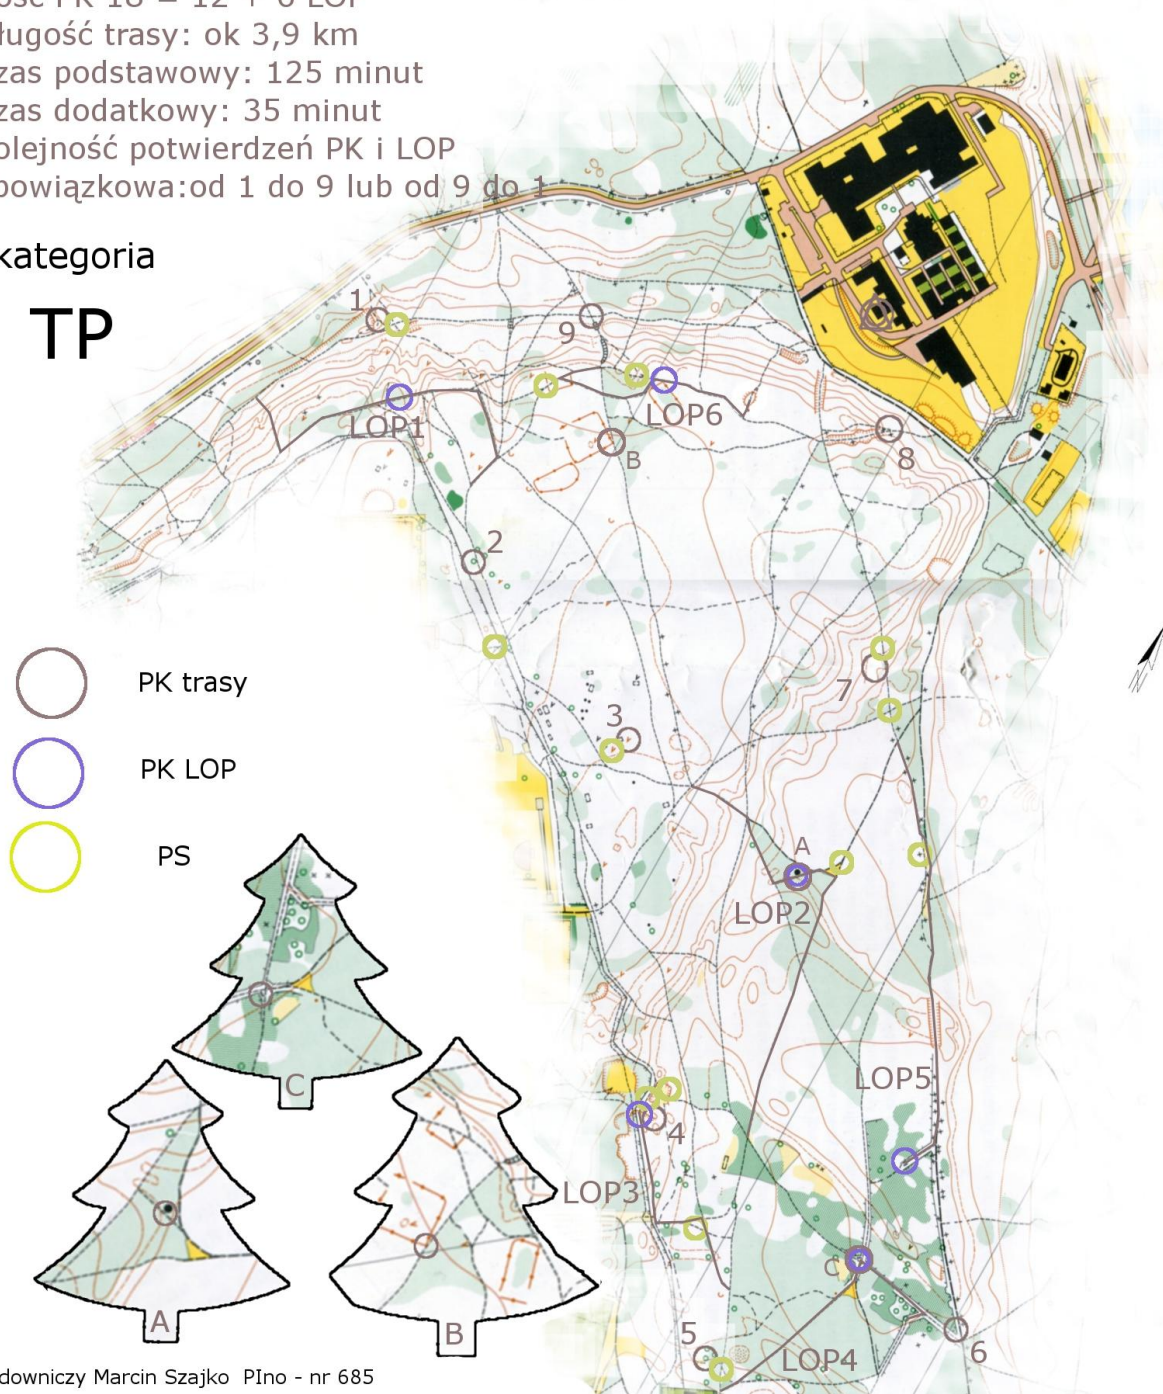 ość PK 18 = 12 + 6 LOP
ługość trasy: ok 3,9 km
zas podstawowy: 125 minut
zas dodatkowy: 35 minut
olejność potwierdzeń PK i LOP
bowiązkowa:od 1 do 9 lub od 9 do 1
kategoria
TP
1
9
LOP1
LOP6
B
8
2
7
3
PK trasy
PK LOP
PS
A
LOP2
LOP5
C
4
LOP3
C
A
B
5
LOP4
6
N
downiczy Marcin Szajko PIno - nr 685